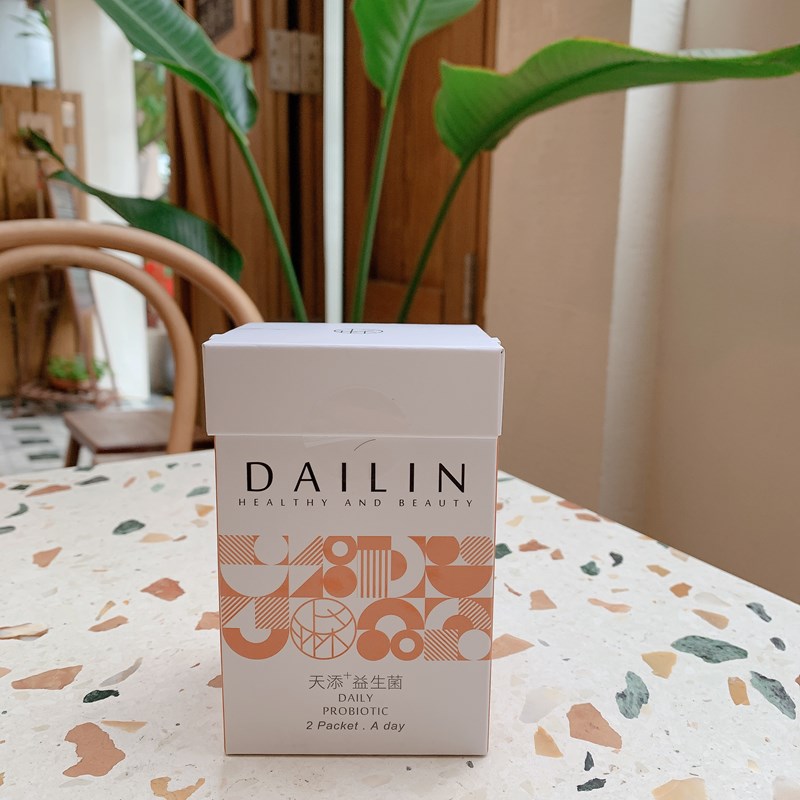 DAILIN
HEALTHY AND BEAUTY
天添+益生菌
DAILY
PROBIOTIC
2 Packet . A day